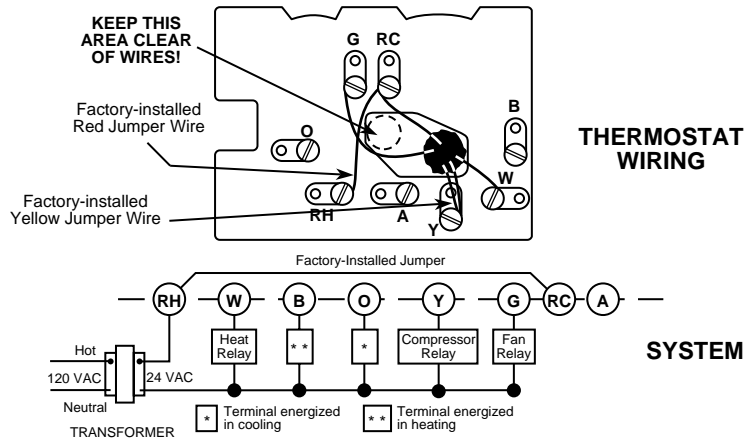 KEEP THIS
AREA CLEAR
OF WIRES!
G RC
Factory-installed
Red Jumper Wire
O
B
THERMOSTAT
WIRING
W
Factory-installed
Yellow Jumper Wire
RH
A
Y
Factory-Installed Jumper
RH W B O Y G RC A
Heat
Relay
* *
*
Compressor
Relay
Fan
Relay
SYSTEM
Hot
120 VAC
24 VAC
Neutral
TRANSFORMER
* Terminal energized
in cooling
* * Terminal energized
in heating